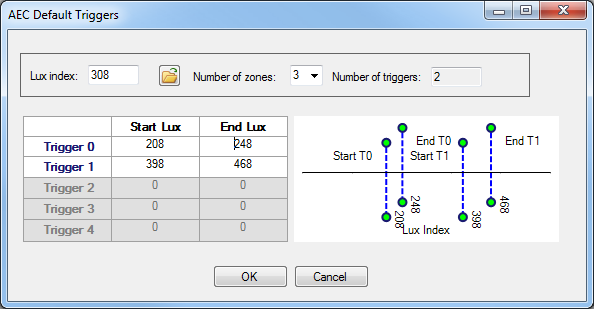 AEC Default Triggers
Lux index: 308 Number of zones: 3 Number of triggers: 2
Start Lux End Lux
Trigger 0 208 248
Trigger 1 398 468
Trigger 2 0 0
Trigger 3 0 0
Trigger 4 0 0
End T0 End T1
Start T0 Start T1
208 248 398 468
Lux Index
OK Cancel